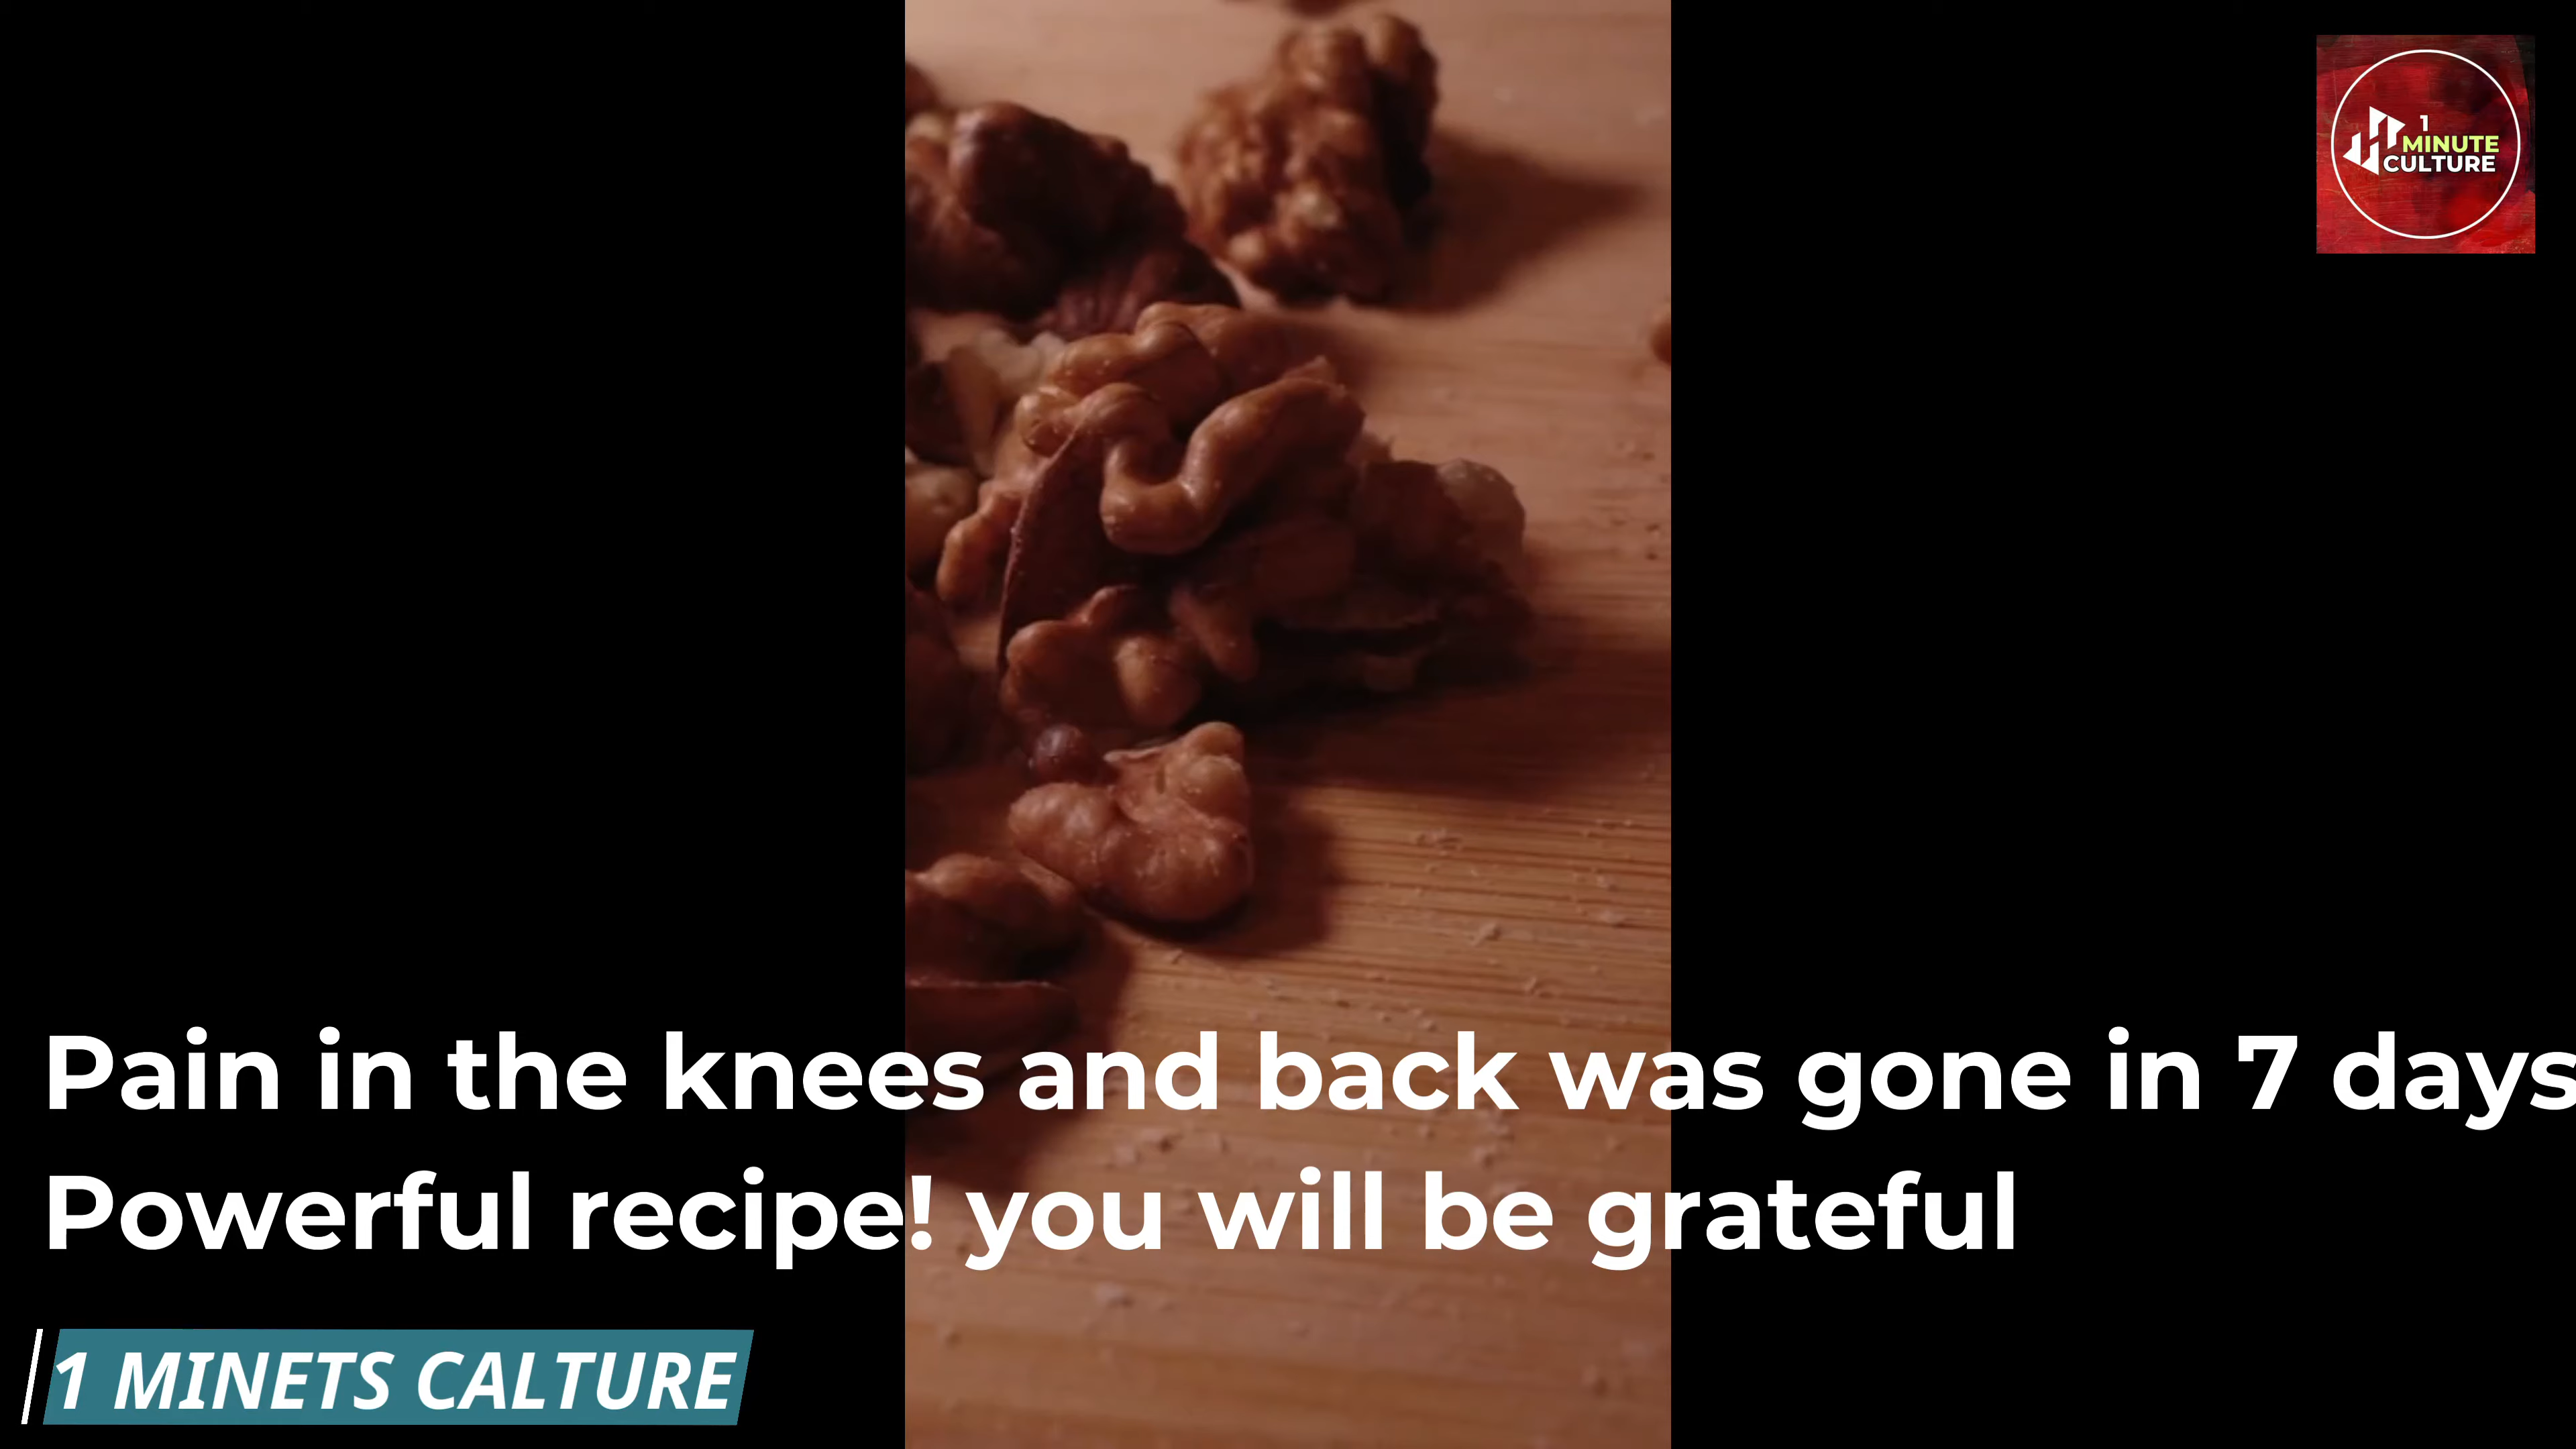 1
MINUTE
CULTURE
Pain in the knees and back was gone in 7 days
Powerful recipe! you will be grateful
1 MINETS CALTURE